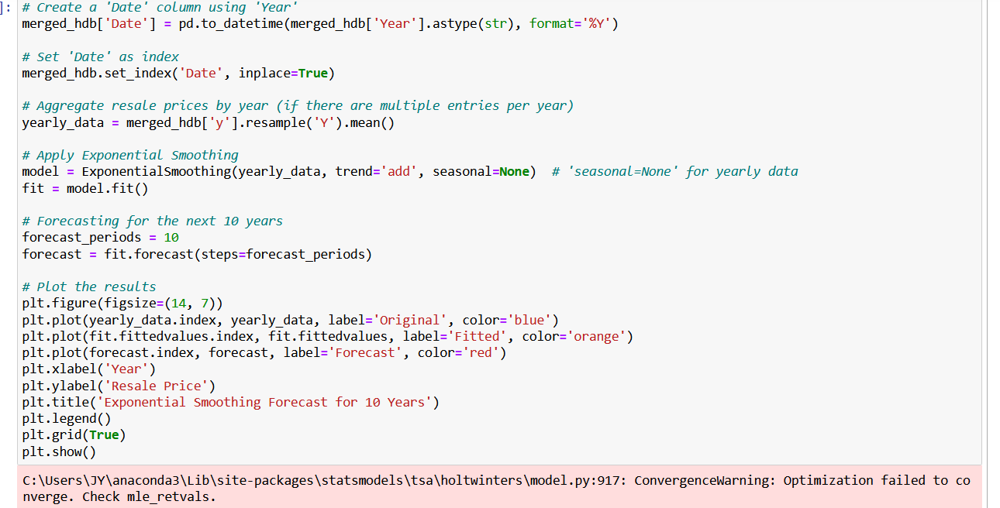 ]: # Create a 'Date' column using 'Year'
merged_hdb['Date'] = pd.to_datetime(merged_hdb['Year'].astype(str), format='%Y')
# Set 'Date' as index
merged_hdb.set_index('Date', inplace=True)
# Aggregate resale prices by year (if there are multiple entries per year)
yearly_data = merged_hdb['y'].resample('Y').mean()
# Apply Exponential Smoothing
model = ExponentialSmoothing(yearly_data, trend='add', seasonal=None)  # 'seasonal=None' for yearly data
fit = model.fit()
# Forecasting for the next 10 years
forecast_periods = 10
forecast = fit.forecast(steps=forecast_periods)
# Plot the results
plt.figure(figsize=(14, 7))
plt.plot(yearly_data.index, yearly_data, label='Original', color='blue')
plt.plot(fit.fittedvalues.index, fit.fittedvalues, label='Fitted', color='orange')
plt.plot(forecast.index, forecast, label='Forecast', color='red')
plt.xlabel('Year')
plt.ylabel('Resale Price')
plt.title('Exponential Smoothing Forecast for 10 Years')
plt.legend()
plt.grid(True)
plt.show()
C:\Users\JY\anaconda3\Lib\site-packages\statsmodels\tsa\holtwinters\model.py:917: ConvergenceWarning: Optimization failed to co
nverge. Check mle_retvals.